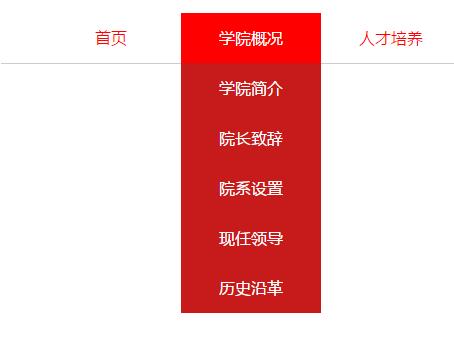 首页 学院概况 人才培养
学院简介
院长致辞
院系设置
现任领导
历史沿革